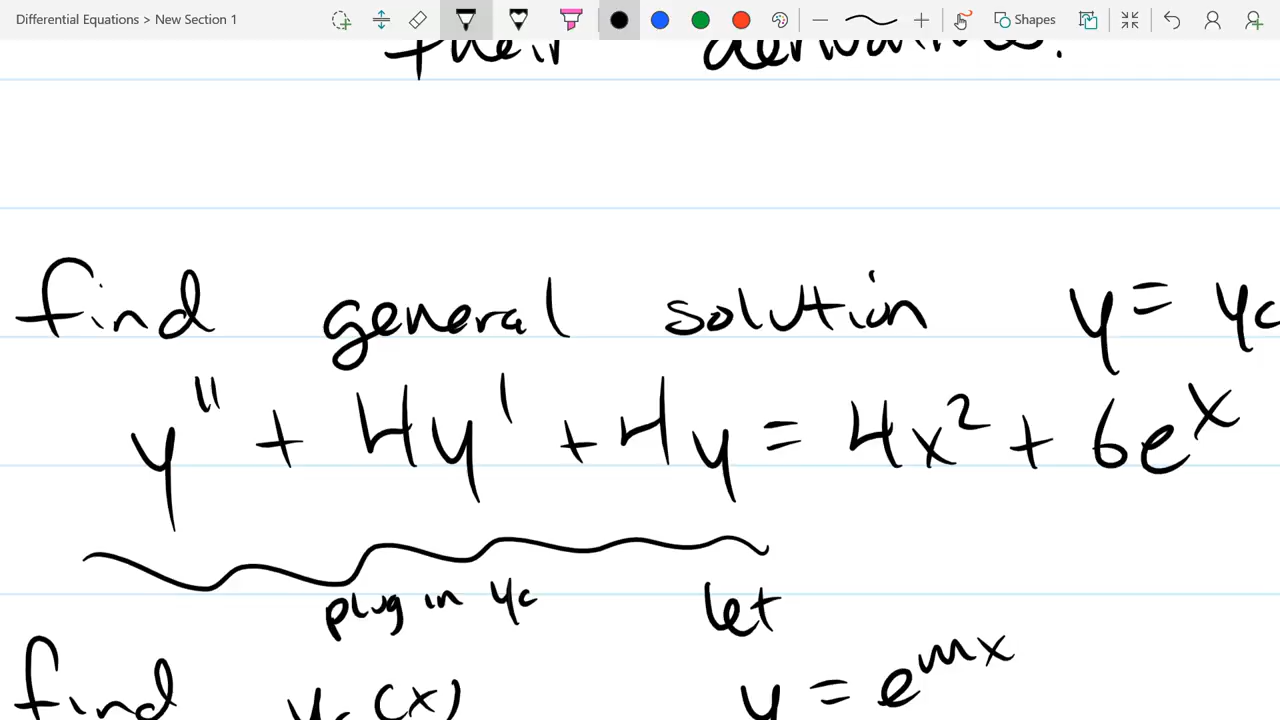 Differential Equations > New Section 1
Shapes
their derivatives.
find general solution y = yc
y'' + 4y' + 4y = 4x² + 6eˣ
plug in yc let
find yc(x) y = e^mx